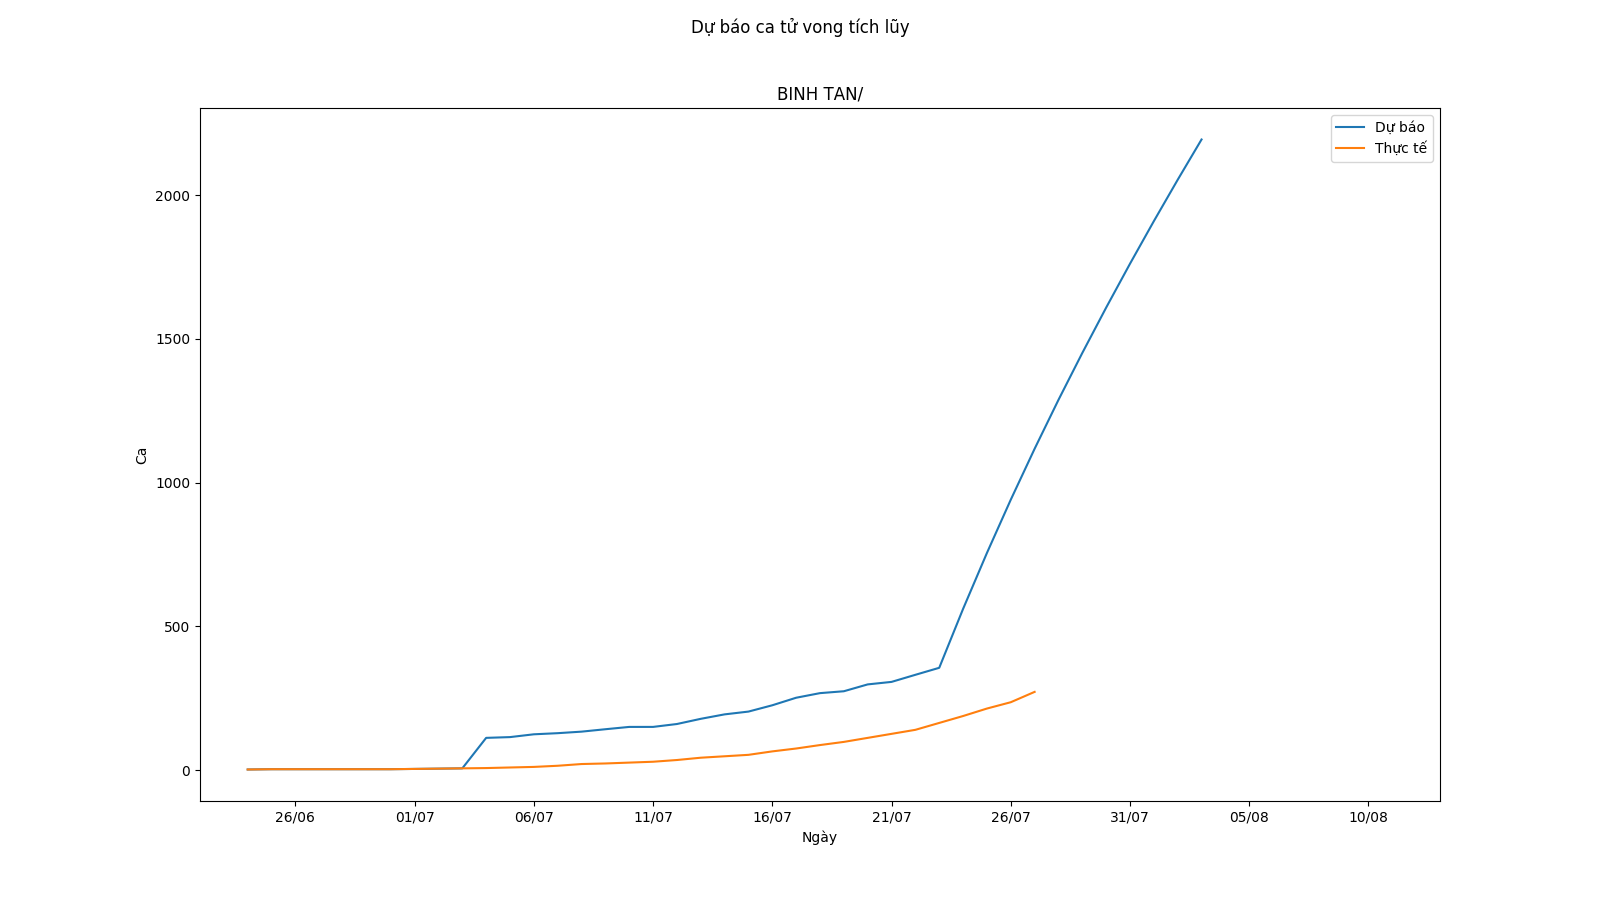 Dự báo ca tử vong tích lũy
BINH TAN/
Dự báo
Thực tế
2000
1500
1000
500
0
Ca
26/06 01/07 06/07 11/07 16/07 21/07 26/07 31/07 05/08 10/08
Ngày